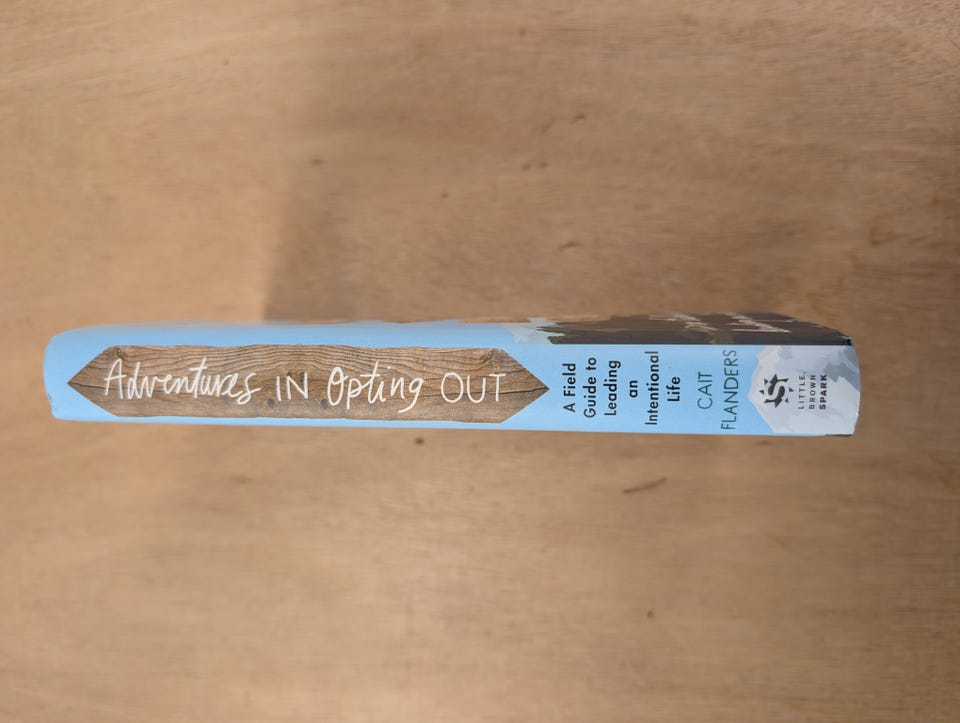 Adventures IN Opting OUT
A Field
Guide to
Leading
an
Intentional
Life
CAIT
FLANDERS
LITTLE,
BROWN
SPARK